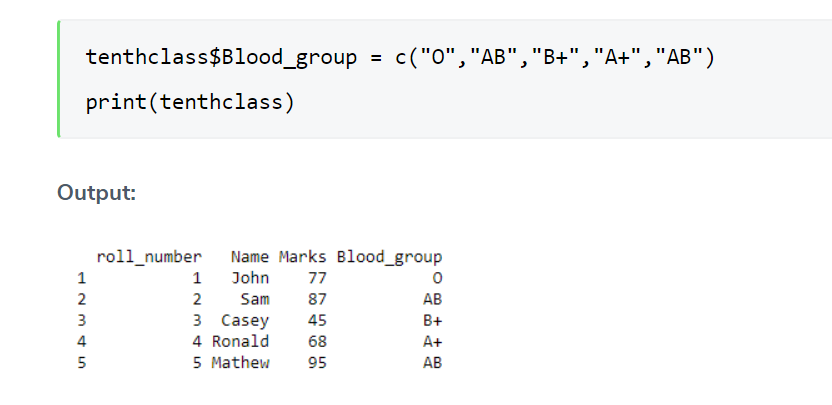 tenthclass$Blood_group = c("O","AB","B+","A+","AB")
print(tenthclass)
Output:
roll_number Name Marks Blood_group
1 1 John 77 O
2 2 Sam 87 AB
3 3 Casey 45 B+
4 4 Ronald 68 A+
5 5 Mathew 95 AB